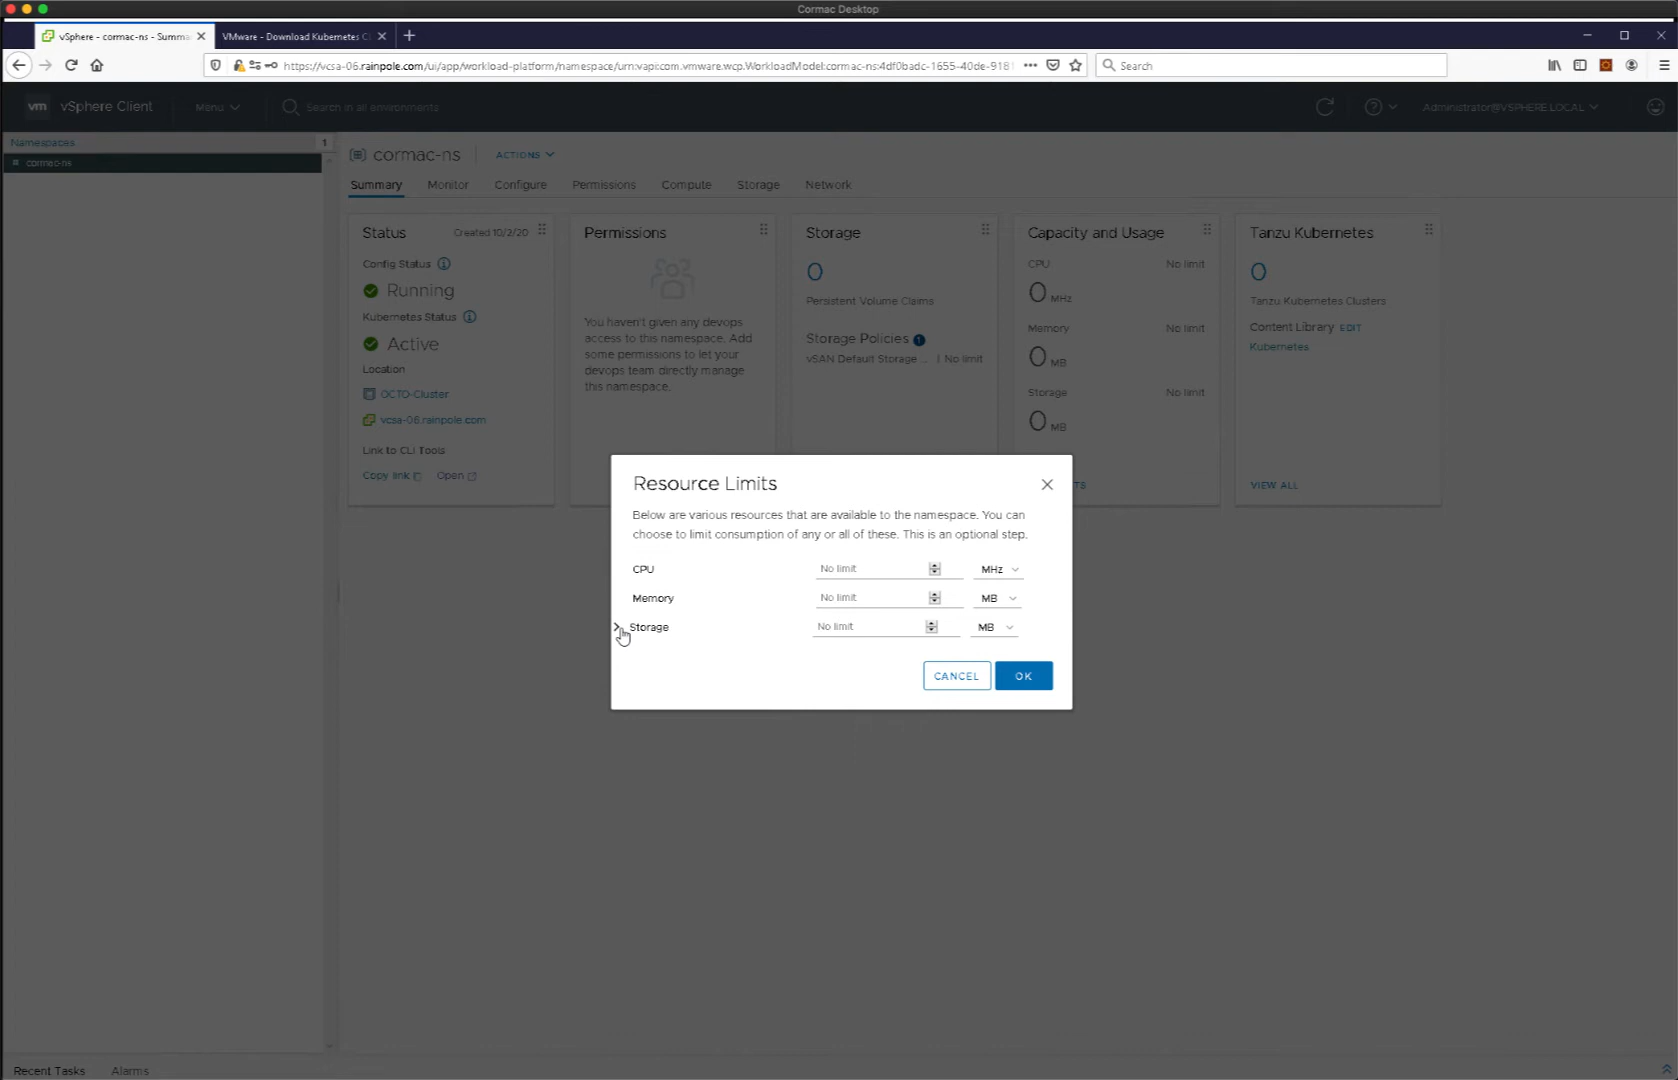 Cormac Desktop
vSphere - cormac-ns - Summa
VMware - Download Kubernetes C
https://vcsa-06.rainpole.com/ui/app/workload-platform/namespace/urn:vapi:com.vmware.wcp.WorkloadModel:cormac-ns:4df0badc-1655-40de-9181
Search
vm vSphere Client
Menu
Search in all environments
Administrator@VSPHERE.LOCAL
Namespaces 1
cormac-ns
cormac-ns
ACTIONS
Summary Monitor Configure Permissions Compute Storage Network
Status Created 10/2/20
Config Status
Running
Kubernetes Status
Active
Location
OCTO-Cluster
vcsa-06.rainpole.com
Link to CLI Tools
Copy link Open
Permissions
You haven't given any devops
access to this namespace. Add
some permissions to let your
devops team directly manage
this namespace.
Storage
0
Persistent Volume Claims
Storage Policies 1
vSAN Default Storage ... | No limit
Capacity and Usage
CPU No limit
0 MHz
Memory No limit
0 MB
Storage No limit
0 MB
TS
Tanzu Kubernetes
0
Tanzu Kubernetes Clusters
Content Library EDIT
Kubernetes
VIEW ALL
Resource Limits
Below are various resources that are available to the namespace. You can
choose to limit consumption of any or all of these. This is an optional step.
CPU No limit MHz
Memory No limit MB
Storage No limit MB
CANCEL OK
Recent Tasks Alarms